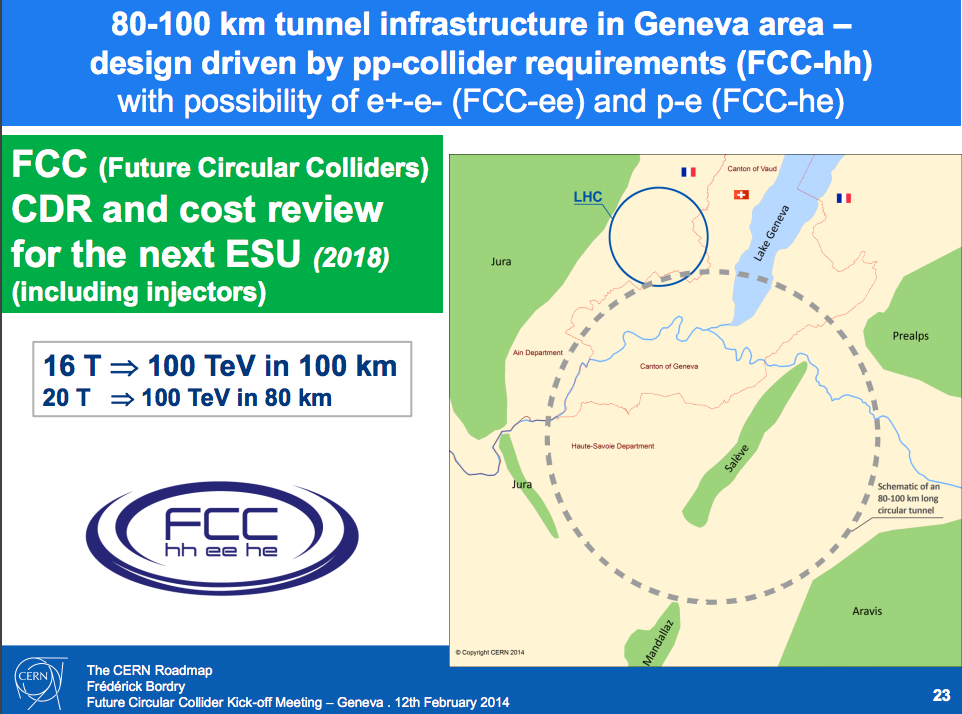 80-100 km tunnel infrastructure in Geneva area –
design driven by pp-collider requirements (FCC-hh)
with possibility of e+-e- (FCC-ee) and p-e (FCC-he)
FCC (Future Circular Colliders)
CDR and cost review
for the next ESU (2018)
(including injectors)
16 T ⇒ 100 TeV in 100 km
20 T ⇒ 100 TeV in 80 km
FCC
hh ee he
LHC
Canton of Vaud
Lake Geneva
Jura
Prealps
Ain Department
Canton of Geneva
Haute-Savoie Department
Salève
Jura
Schematic of an
80-100 km long
circular tunnel
Aravis
Mandallaz
© Copyright CERN 2014
CERN
The CERN Roadmap
Frédérick Bordry
Future Circular Collider Kick-off Meeting – Geneva . 12th February 2014
23